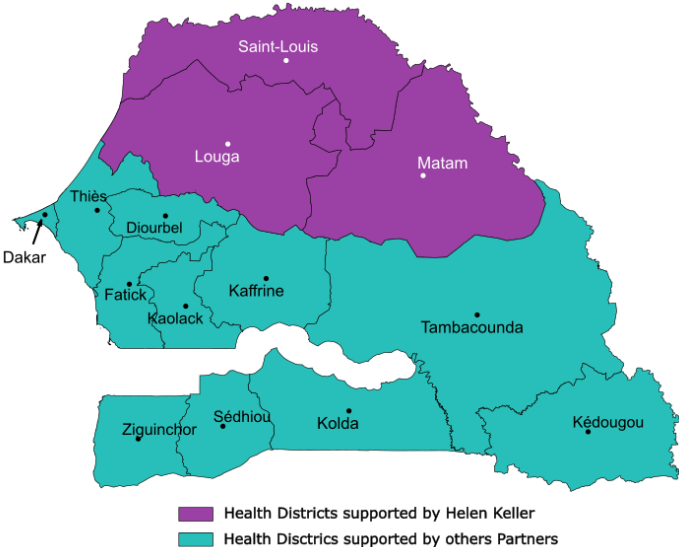 Saint-Louis
Louga
Matam
Thiès
Diourbel
Dakar
Fatick
Kaolack
Kaffrine
Tambacounda
Ziguinchor
Sédhiou
Kolda
Kédougou
Health Districts supported by Helen Keller
Health Disctrics supported by others Partners